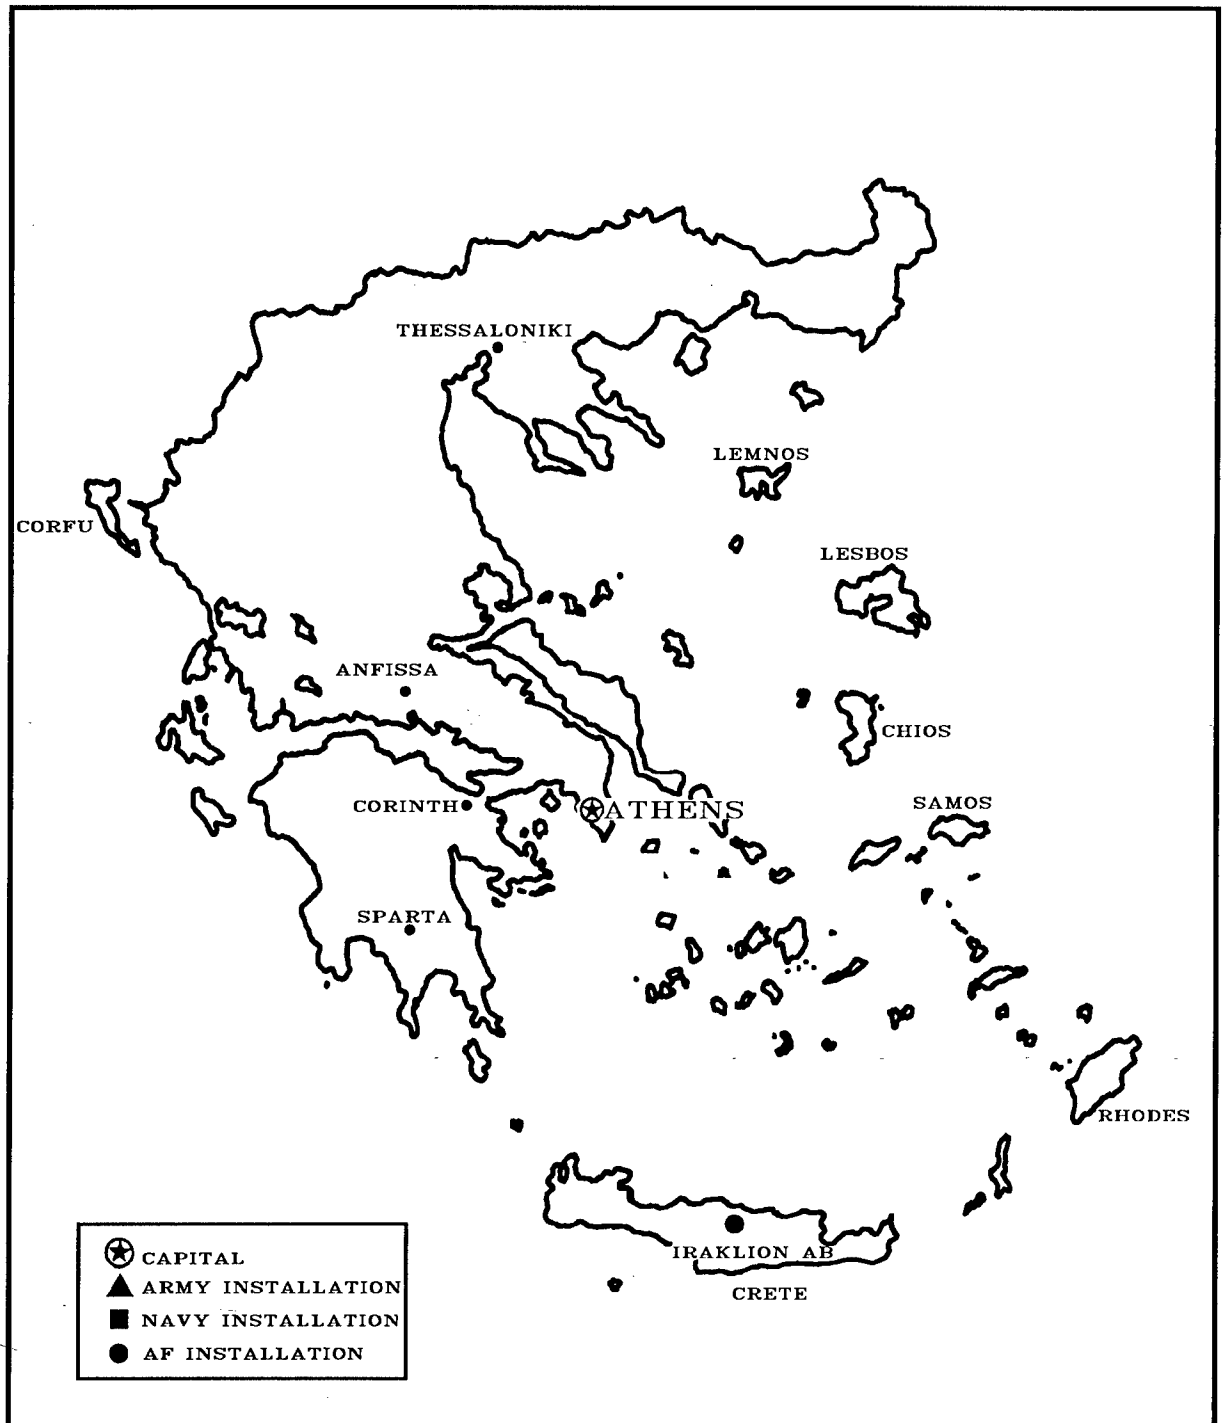 THESSALONIKI
LEMNOS
CORFU
LESBOS
ANFISSA
CHIOS
CORINTH
ATHENS
SAMOS
SPARTA
RHODES
IRAKLION AB
CRETE
CAPITAL
ARMY INSTALLATION
NAVY INSTALLATION
AF INSTALLATION